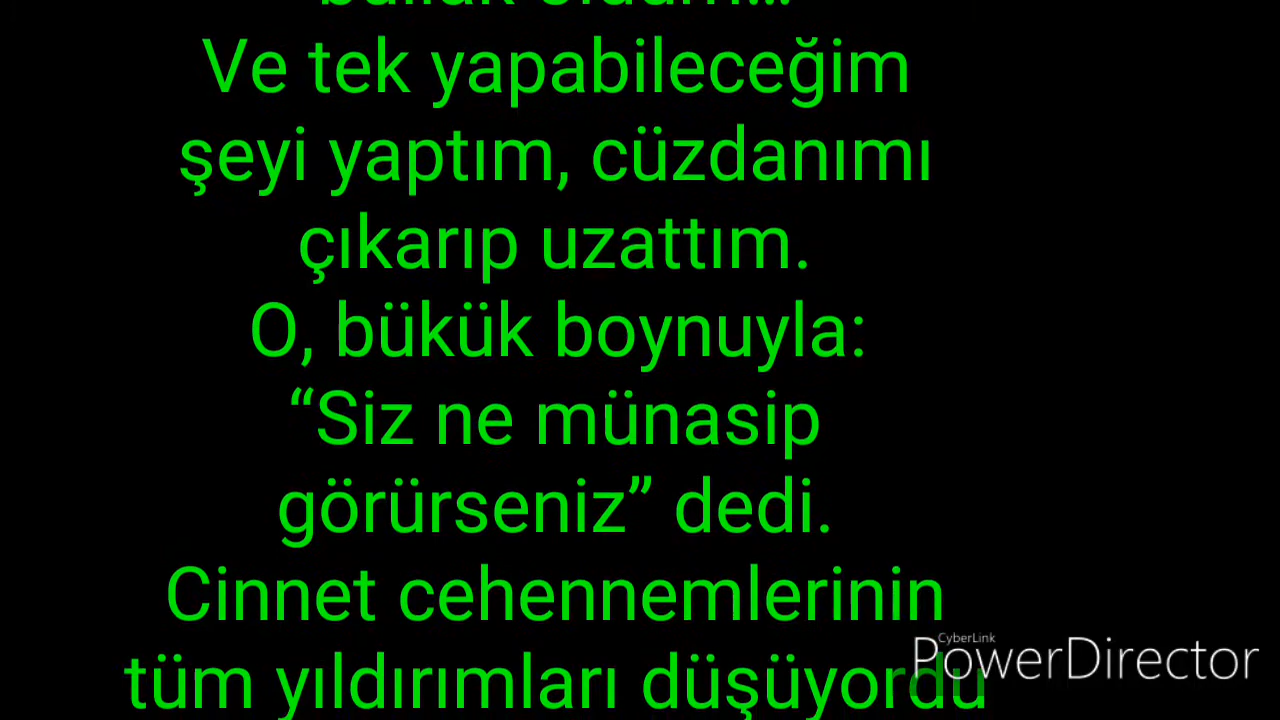 Ve tek yapabileceğim
şeyi yaptım, cüzdanımı
çıkarıp uzattım.
O, bükük boynuyla:
“Siz ne münasip
görürseniz” dedi.
Cinnet cehennemlerinin
tüm yıldırımları düşüyordu
CyberLink
PowerDirector